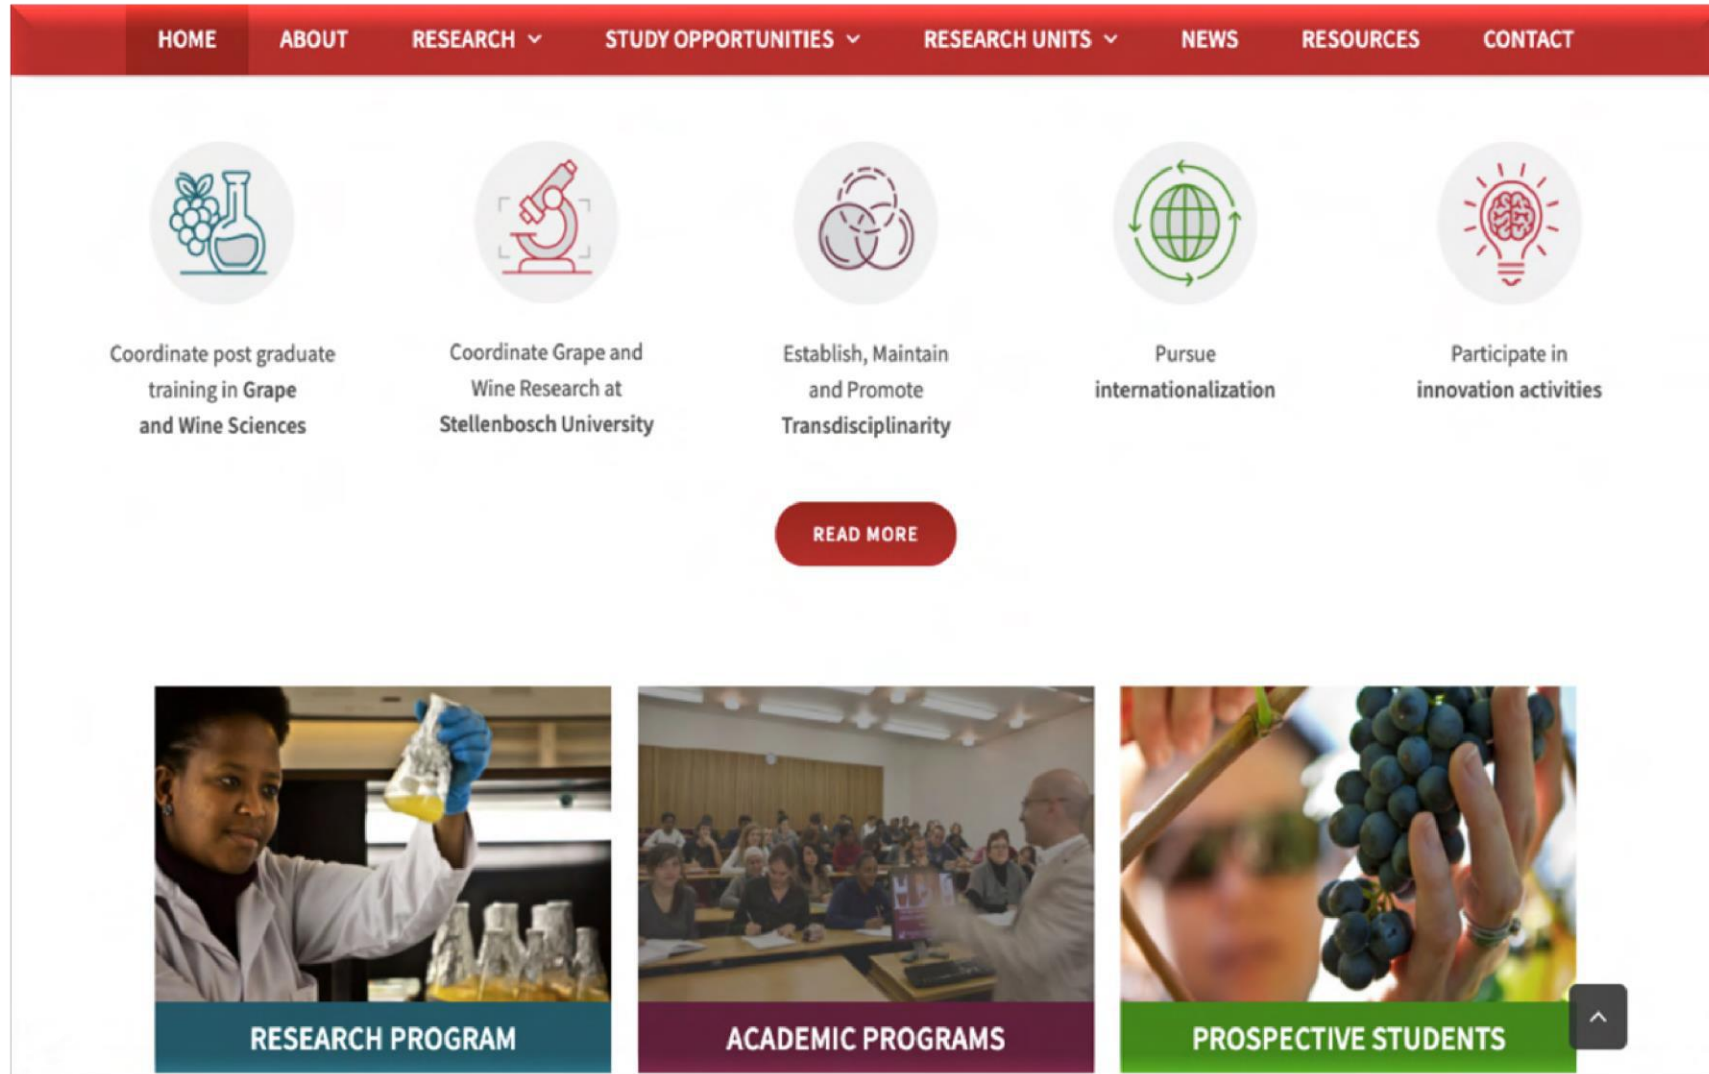 HOME ABOUT RESEARCH STUDY OPPORTUNITIES RESEARCH UNITS NEWS RESOURCES CONTACT
Coordinate post graduate
training in Grape
and Wine Sciences
Coordinate Grape and
Wine Research at
Stellenbosch University
Establish, Maintain
and Promote
Transdisciplinarity
Pursue
internationalization
Participate in
innovation activities
READ MORE
RESEARCH PROGRAM
ACADEMIC PROGRAMS
PROSPECTIVE STUDENTS